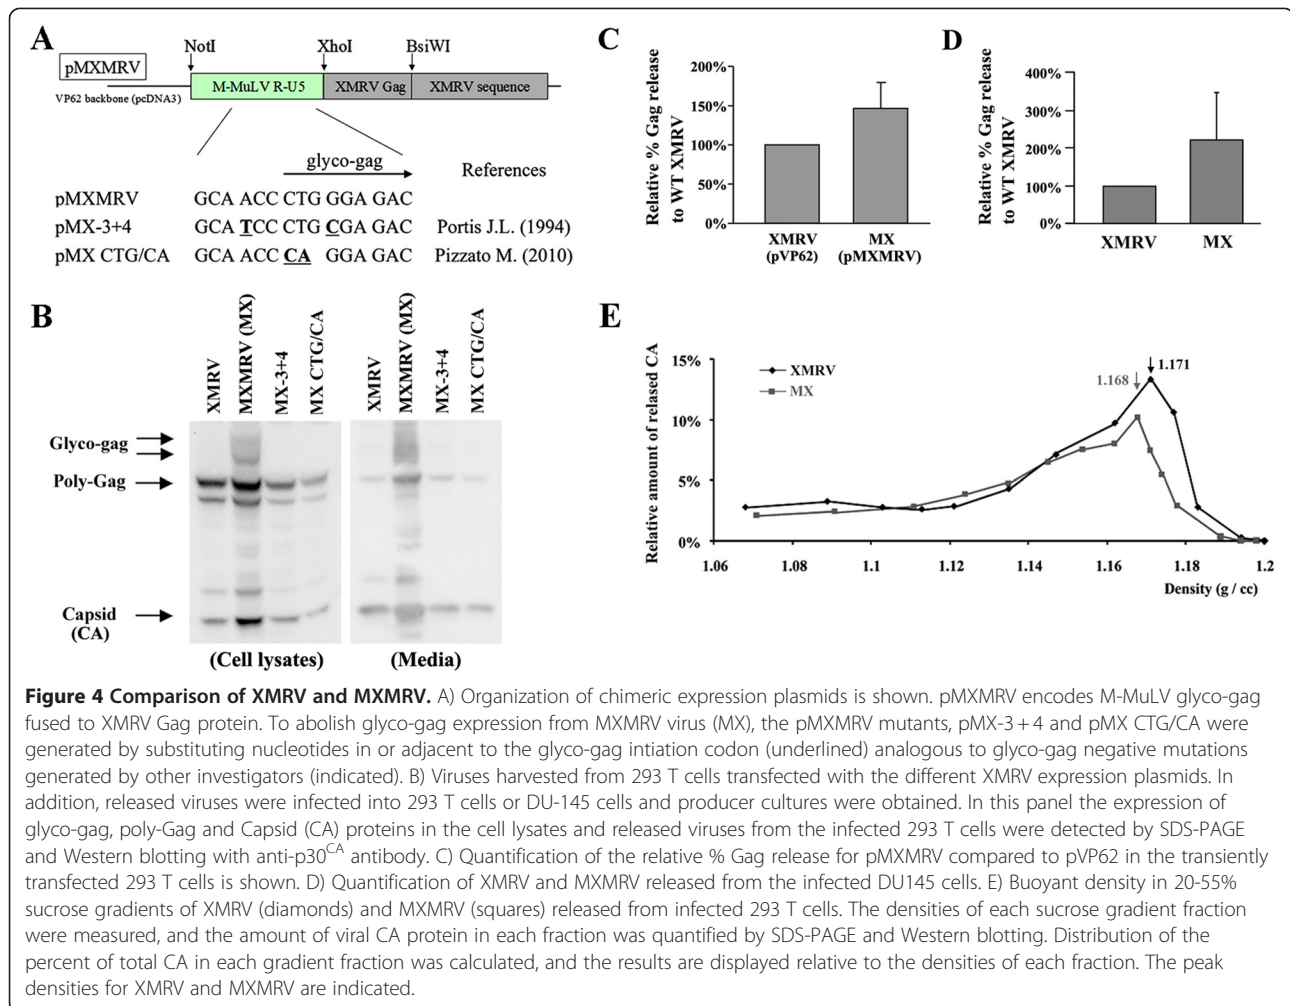 A
NotI
XhoI
BsiWI
pMXMRV
M-MuLV R-U5
XMRV Gag
XMRV sequence
VP62 backbone (pcDNA3)
glyco-gag
References
pMXMRV
GCA ACC CTG GGA GAC
pMX-3+4
GCA TCC CTG CGA GAC
Portis J.L. (1994)
pMX CTG/CA
GCA ACC CA GGA GAC
Pizzato M. (2010)
B
XMRV
MXMRV (MX)
MX-3+4
MX CTG/CA
XMRV
MXMRV (MX)
MX-3+4
MX CTG/CA
Glyco-gag
Poly-Gag
Capsid
(CA)
(Cell lysates)
(Media)
C
Relative % Gag release
to WT XMRV
200%
150%
100%
50%
0%
XMRV
(pVP62)
MX
(pMXMRV)
D
Relative % Gag release
to WT XMRV
400%
300%
200%
100%
0%
XMRV
MX
E
Relative amount of relased CA
15%
10%
5%
0%
XMRV
MX
1.168
1.171
1.06
1.08
1.1
1.12
1.14
1.16
1.18
1.2
Density (g / cc)
Figure 4 Comparison of XMRV and MXMRV. A) Organization of chimeric expression plasmids is shown. pMXMRV encodes M-MuLV glyco-gag
fused to XMRV Gag protein. To abolish glyco-gag expression from MXMRV virus (MX), the pMXMRV mutants, pMX-3 + 4 and pMX CTG/CA were
generated by substituting nucleotides in or adjacent to the glyco-gag intiation codon (underlined) analogous to glyco-gag negative mutations
generated by other investigators (indicated). B) Viruses harvested from 293 T cells transfected with the different XMRV expression plasmids. In
addition, released viruses were infected into 293 T cells or DU-145 cells and producer cultures were obtained. In this panel the expression of
glyco-gag, poly-Gag and Capsid (CA) proteins in the cell lysates and released viruses from the infected 293 T cells were detected by SDS-PAGE
and Western blotting with anti-p30CA antibody. C) Quantification of the relative % Gag release for pMXMRV compared to pVP62 in the transiently
transfected 293 T cells is shown. D) Quantification of XMRV and MXMRV released from the infected DU145 cells. E) Buoyant density in 20-55%
sucrose gradients of XMRV (diamonds) and MXMRV (squares) released from infected 293 T cells. The densities of each sucrose gradient fraction
were measured, and the amount of viral CA protein in each fraction was quantified by SDS-PAGE and Western blotting. Distribution of the
percent of total CA in each gradient fraction was calculated, and the results are displayed relative to the densities of each fraction. The peak
densities for XMRV and MXMRV are indicated.